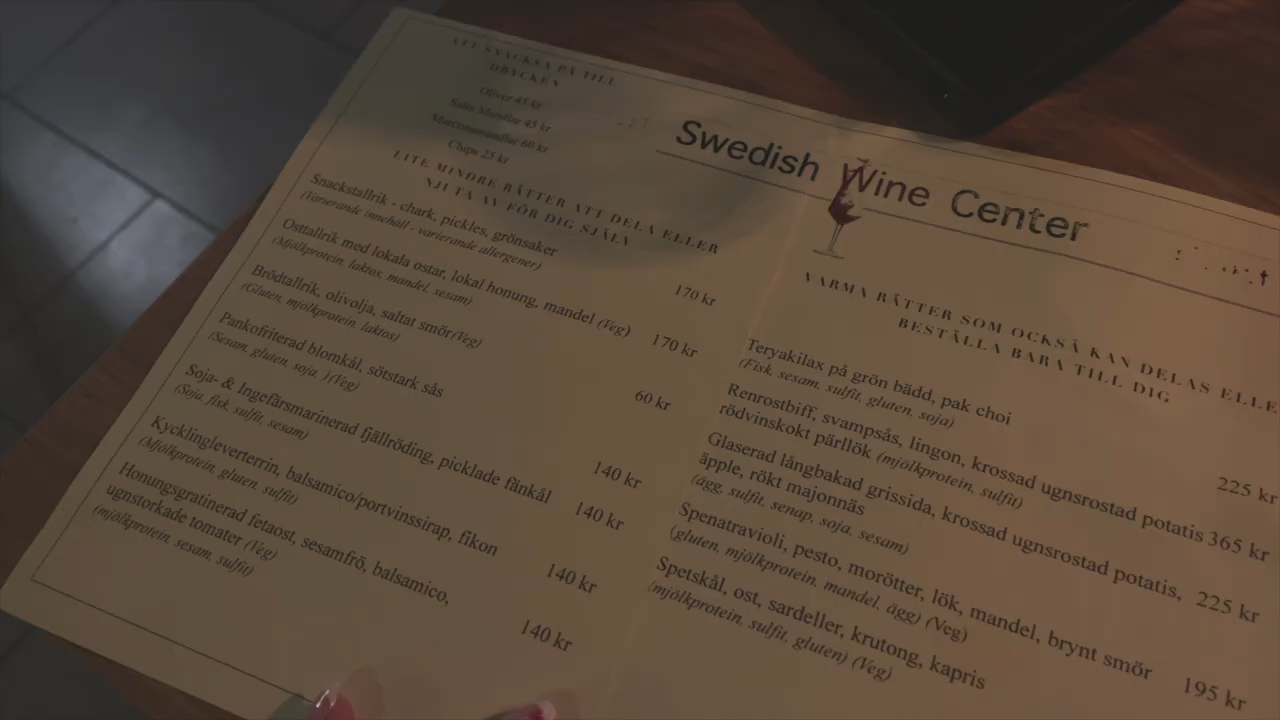 ATT SNACKSA PÅ TILL
DRYCKEN
Oliver 45 kr
Salta Mandlar 45 kr
Marconamandlar 60 kr
Chips 25 kr
LITE MINDRE RÄTTER ATT DELA ELLER
NJUTA AV FÖR DIG SJÄLV
Snackstallrik - chark, pickles, grönsaker
(Varierande innehåll - varierande allergener)
170 kr
Osttallrik med lokala ostar, lokal honung, mandel (Veg)
(Mjölkprotein, laktos, mandel, sesam)
170 kr
Brödtallrik, olivolja, saltat smör(Veg)
(Gluten, mjölkprotein, laktos)
60 kr
Pankofriterad blomkål, sötstark sås
(Sesam, gluten, soja, )(Veg)
140 kr
Soja- & Ingefärsmarinerad fjällröding, picklade fänkål
(Soja, fisk, sulfit, sesam)
140 kr
Kycklingleverterrin, balsamico/portvinssirap, fikon
(Mjölkprotein, gluten, sulfit)
140 kr
Honungsgratinerad fetaost, sesamfrö, balsamico,
ugnstorkade tomater (Veg)
(mjölkprotein, sesam, sulfit)
140 kr
Swedish Wine Center
VARMA RÄTTER SOM OCKSÅ KAN DELAS ELLE
BESTÄLLA BARA TILL DIG
Teryakilax på grön bädd, pak choi
(Fisk, sesam, sulfit, gluten, soja)
225 kr
Renrostbiff, svampsås, lingon, krossad ugnsrostad potatis 365 kr
rödvinskokt pärllök (mjölkprotein, sulfit)
Glaserad långbakad grissida, krossad ugnsrostad potatis, 225 kr
äpple, rökt majonnäs
(ägg, sulfit, senap, soja, sesam)
Spenatravioli, pesto, morötter, lök, mandel, brynt smör 195 kr
(gluten, mjölkprotein, mandel, ägg) (Veg)
Spetskål, ost, sardeller, krutong, kapris
(mjölkprotein, sulfit, gluten) (Veg)